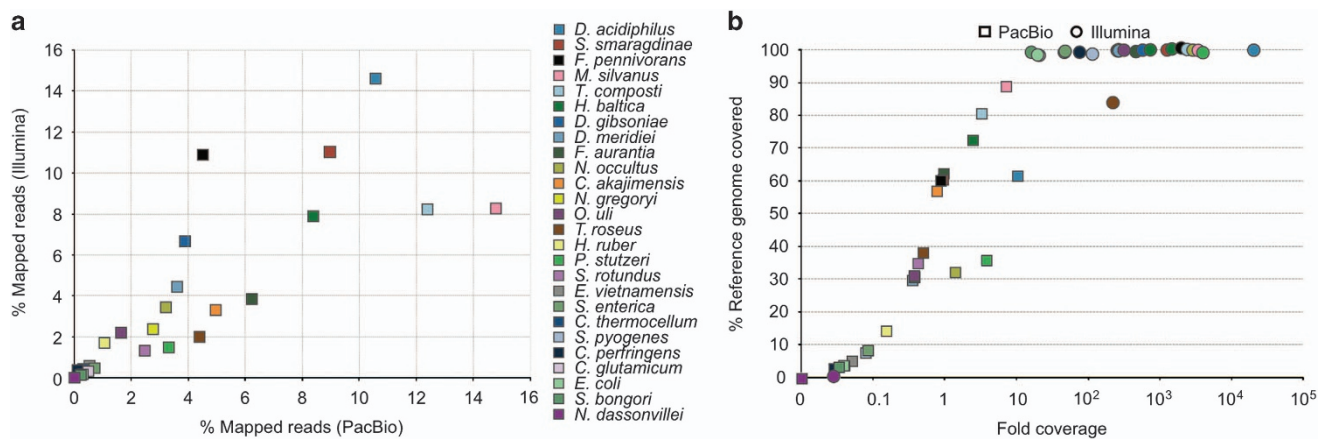 a
16
14
12
10
8
6
4
2
0
0 2 4 6 8 10 12 14 16
% Mapped reads (Illumina)
% Mapped reads (PacBio)
D. acidiphilus
S. smaragdinae
F. pennivorans
M. silvanus
T. composti
H. baltica
D. gibsoniae
D. meridiei
F. aurantia
N. occultus
C. akajimensis
N. gregoryi
O. uli
T. roseus
H. ruber
P. stutzeri
S. rotundus
E. vietnamensis
S. enterica
C. thermocellum
S. pyogenes
C. perfringens
C. glutamicum
E. coli
S. bongori
N. dassonvillei
b
PacBio Illumina
100
90
80
70
60
50
40
30
20
10
0
0 0.1 1 10 10² 10³ 10⁴ 10⁵
% Reference genome covered
Fold coverage